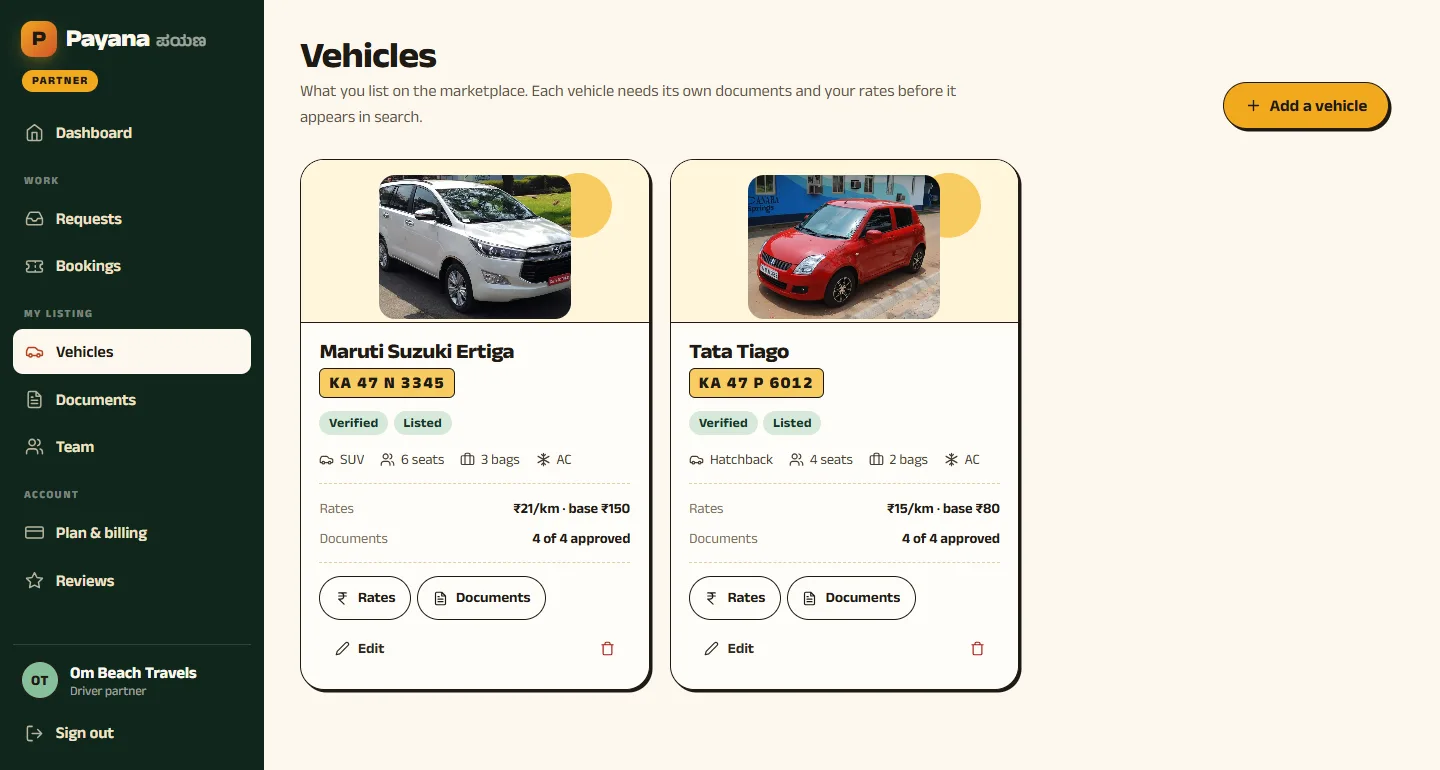 P Payana ಪಯಣ
PARTNER
Dashboard
WORK
Requests
Bookings
MY LISTING
Vehicles
Documents
Team
ACCOUNT
Plan & billing
Reviews
OT Om Beach Travels
Driver partner
Sign out
Vehicles
What you list on the marketplace. Each vehicle needs its own documents and your rates before it
appears in search.
+ Add a vehicle
Maruti Suzuki Ertiga
KA 47 N 3345
Verified Listed
SUV 6 seats 3 bags AC
Rates ₹21/km · base ₹150
Documents 4 of 4 approved
₹ Rates Documents
Edit
Tata Tiago
KA 47 P 6012
Verified Listed
Hatchback 4 seats 2 bags AC
Rates ₹15/km · base ₹80
Documents 4 of 4 approved
₹ Rates Documents
Edit